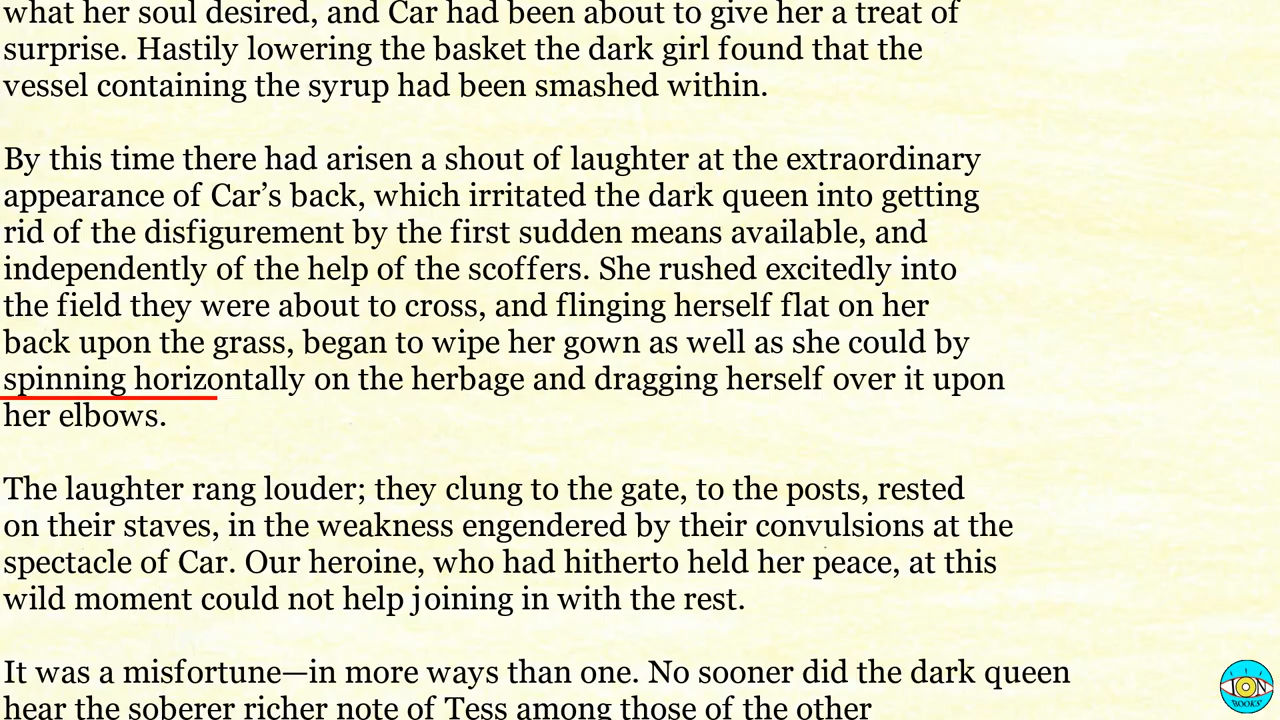 what her soul desired, and Car had been about to give her a treat of
surprise. Hastily lowering the basket the dark girl found that the
vessel containing the syrup had been smashed within.
By this time there had arisen a shout of laughter at the extraordinary
appearance of Car’s back, which irritated the dark queen into getting
rid of the disfigurement by the first sudden means available, and
independently of the help of the scoffers. She rushed excitedly into
the field they were about to cross, and flinging herself flat on her
back upon the grass, began to wipe her gown as well as she could by
spinning horizontally on the herbage and dragging herself over it upon
her elbows.
The laughter rang louder; they clung to the gate, to the posts, rested
on their staves, in the weakness engendered by their convulsions at the
spectacle of Car. Our heroine, who had hitherto held her peace, at this
wild moment could not help joining in with the rest.
It was a misfortune—in more ways than one. No sooner did the dark queen
hear the soberer richer note of Tess among those of the other
ION
BOOKS